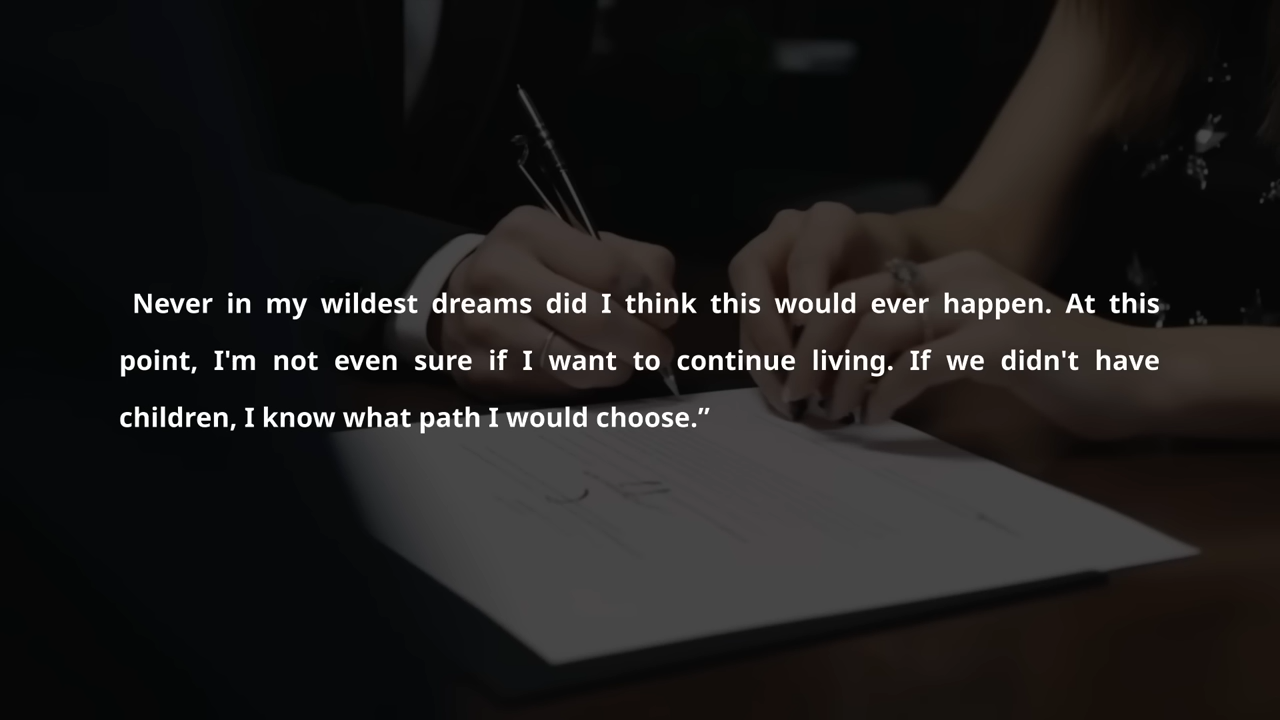 Never in my wildest dreams did I think this would ever happen. At this
point, I'm not even sure if I want to continue living. If we didn't have
children, I know what path I would choose.”